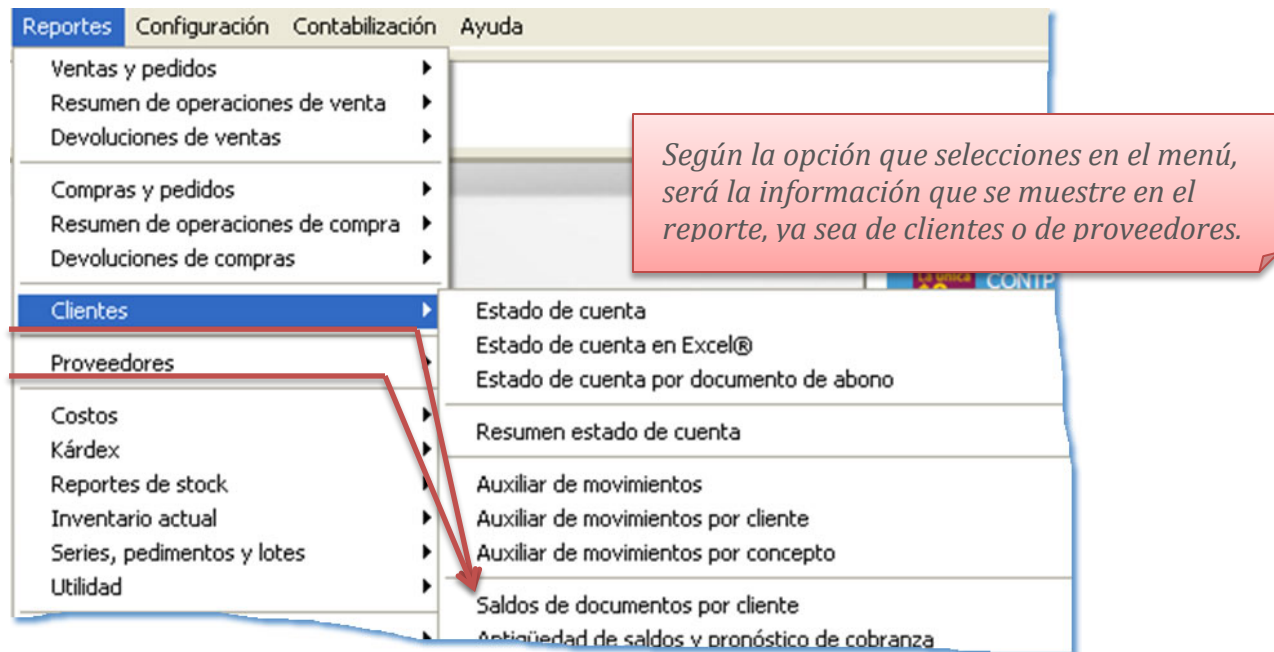 Reportes Configuración Contabilización Ayuda
Ventas y pedidos
Resumen de operaciones de venta
Devoluciones de ventas
Compras y pedidos
Resumen de operaciones de compra
Devoluciones de compras
Clientes
Proveedores
Costos
Kárdex
Reportes de stock
Inventario actual
Series, pedimentos y lotes
Utilidad
Según la opción que selecciones en el menú,
será la información que se muestre en el
reporte, ya sea de clientes o de proveedores.
La única
CONTP
Estado de cuenta
Estado de cuenta en Excel®
Estado de cuenta por documento de abono
Resumen estado de cuenta
Auxiliar de movimientos
Auxiliar de movimientos por cliente
Auxiliar de movimientos por concepto
Saldos de documentos por cliente
Antigüedad de saldos y pronóstico de cobranza